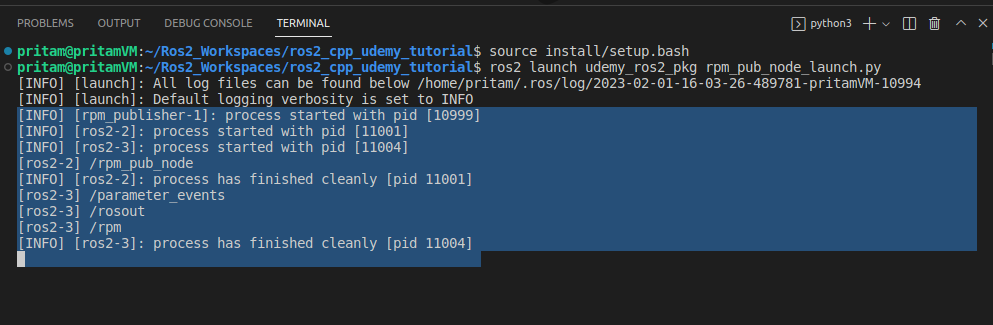 PROBLEMS OUTPUT DEBUG CONSOLE TERMINAL python3
pritam@pritamVM:~/Ros2_Workspaces/ros2_cpp_udemy_tutorial$ source install/setup.bash
pritam@pritamVM:~/Ros2_Workspaces/ros2_cpp_udemy_tutorial$ ros2 launch udemy_ros2_pkg rpm_pub_node_launch.py
[INFO] [launch]: All log files can be found below /home/pritam/.ros/log/2023-02-01-16-03-26-489781-pritamVM-10994
[INFO] [launch]: Default logging verbosity is set to INFO
[INFO] [rpm_publisher-1]: process started with pid [10999]
[INFO] [ros2-2]: process started with pid [11001]
[INFO] [ros2-3]: process started with pid [11004]
[ros2-2] /rpm_pub_node
[INFO] [ros2-2]: process has finished cleanly [pid 11001]
[ros2-3] /parameter_events
[ros2-3] /rosout
[ros2-3] /rpm
[INFO] [ros2-3]: process has finished cleanly [pid 11004]